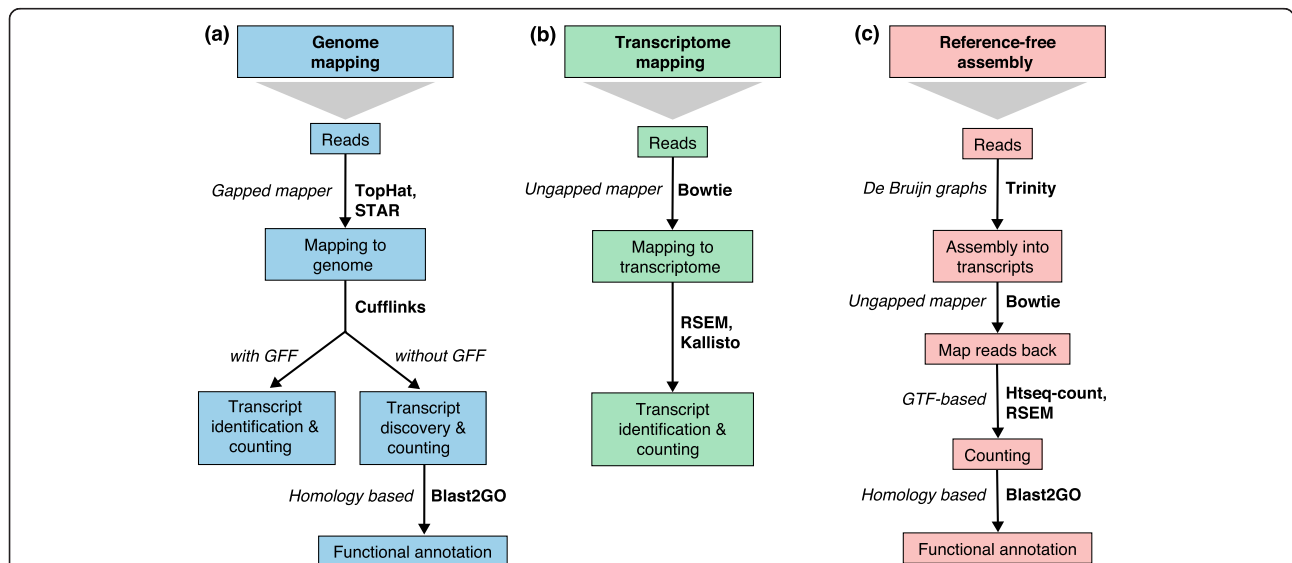 (a)
Genome
mapping
Reads
Gapped mapper
TopHat,
STAR
Mapping to
genome
Cufflinks
with GFF
without GFF
Transcript
identification &
counting
Transcript
discovery &
counting
Homology based
Blast2GO
Functional annotation
(b)
Transcriptome
mapping
Reads
Ungapped mapper
Bowtie
Mapping to
transcriptome
RSEM,
Kallisto
Transcript
identification &
counting
(c)
Reference-free
assembly
Reads
De Bruijn graphs
Trinity
Assembly into
transcripts
Ungapped mapper
Bowtie
Map reads back
GTF-based
Htseq-count,
RSEM
Counting
Homology based
Blast2GO
Functional annotation